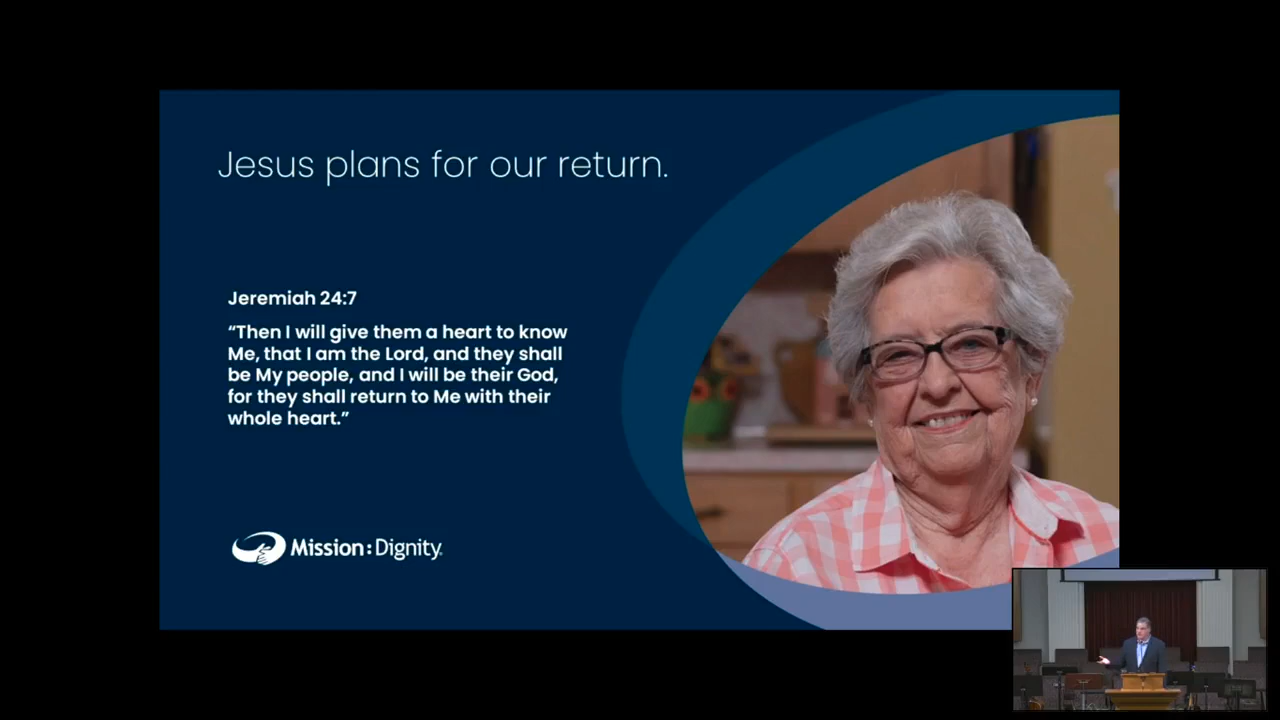 Jesus plans for our return.
Jeremiah 24:7
“Then I will give them a heart to know
Me, that I am the Lord, and they shall
be My people, and I will be their God,
for they shall return to Me with their
whole heart.”
Mission:Dignity.